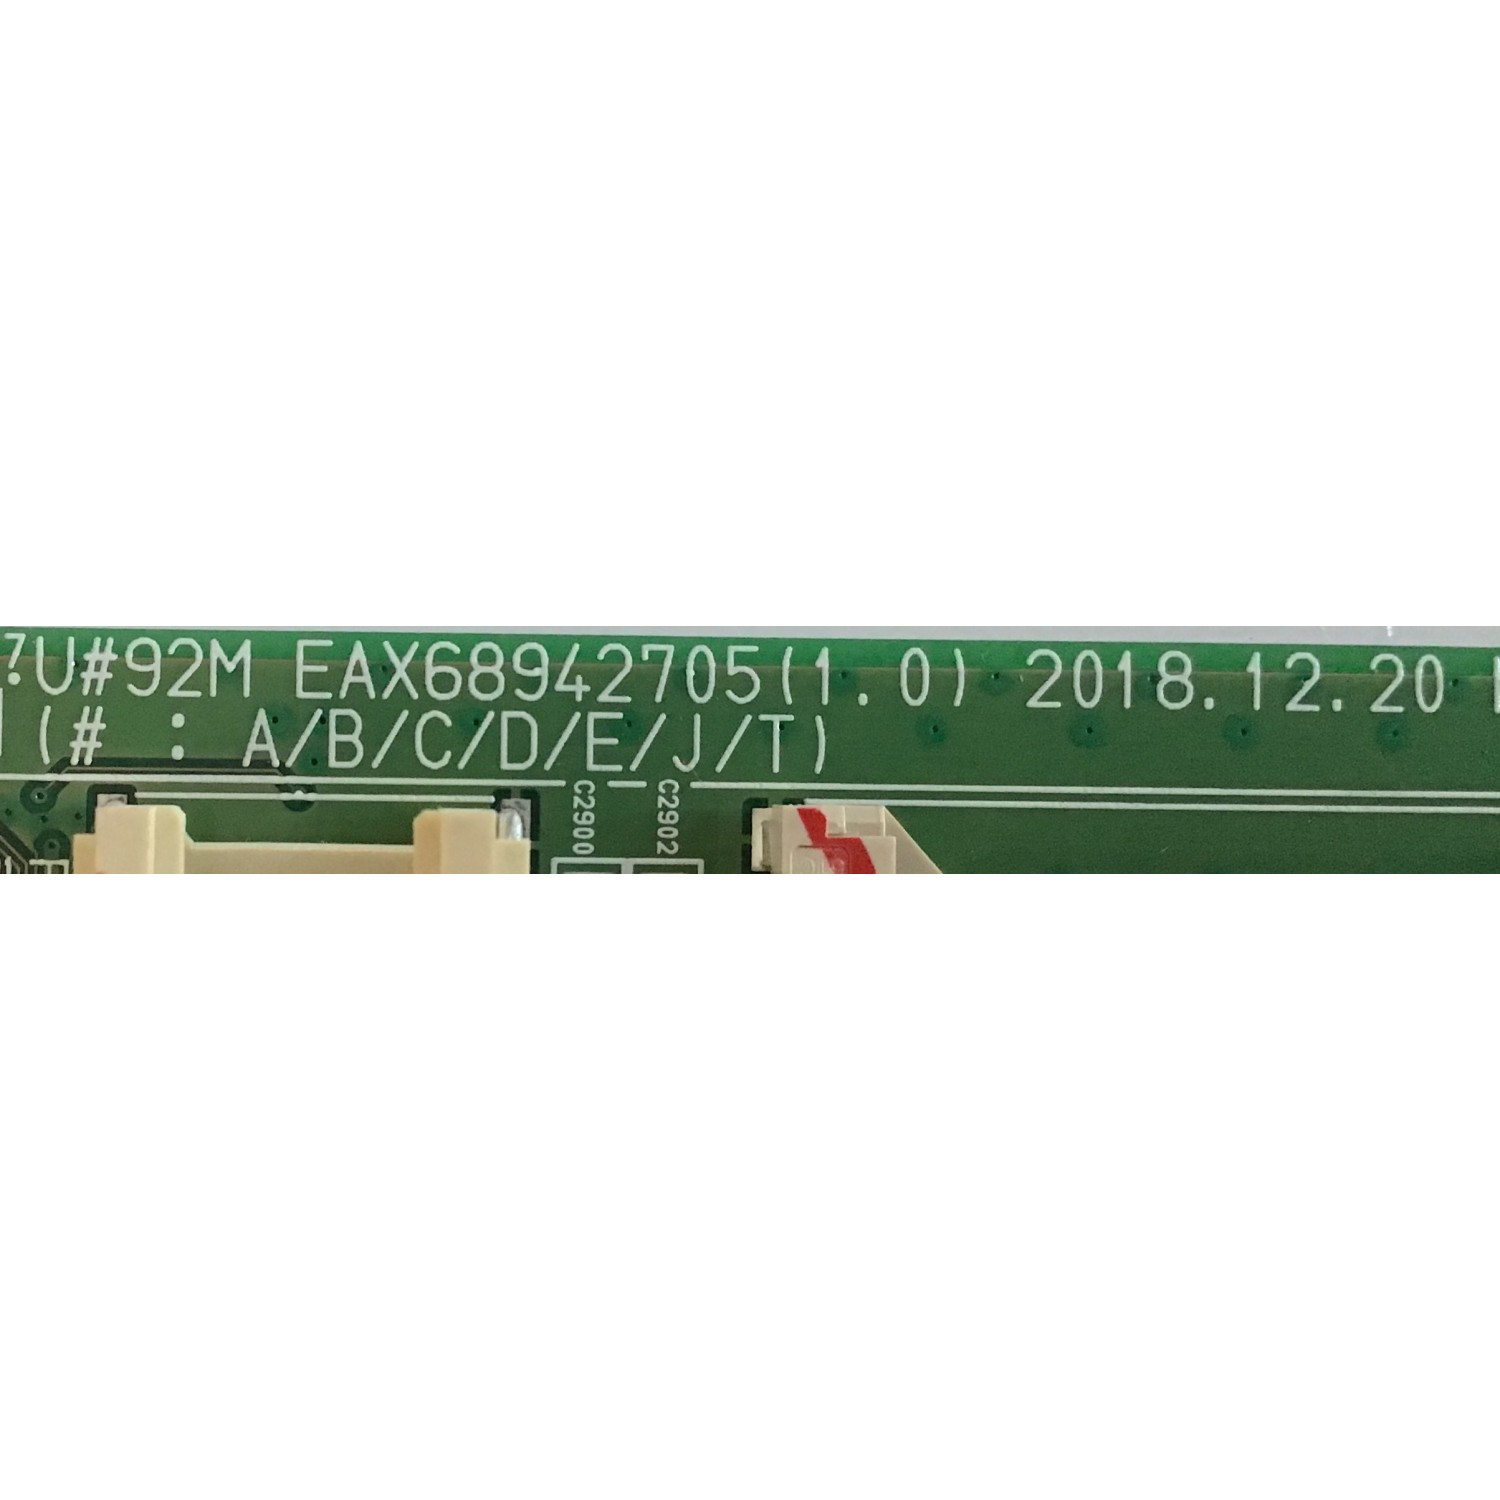 ?U#92M EAX68942705(1.0) 2018.12.20
(# : A/B/C/D/E/J/T)
C2900
C2902